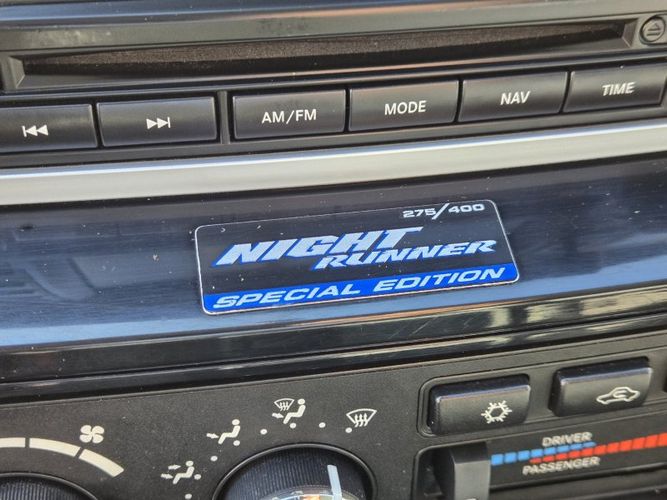 AM/FM MODE NAV TIME
275/400
NIGHT
RUNNER
SPECIAL EDITION
DRIVER
PASSENGER